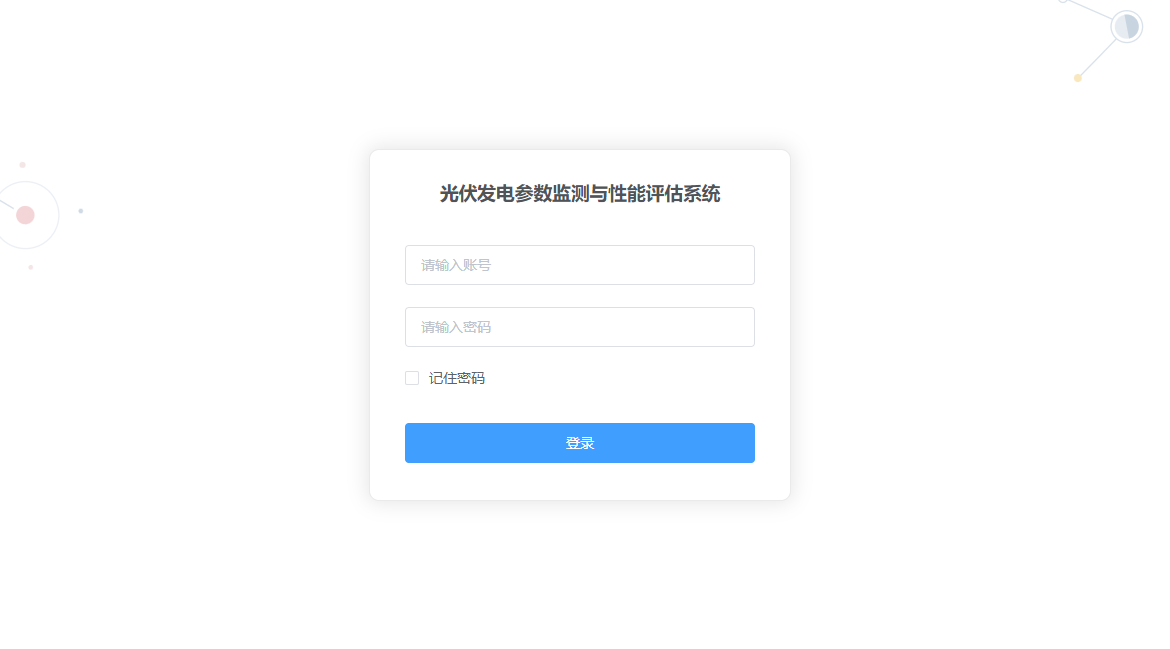 光伏发电参数监测与性能评估系统
请输入账号
请输入密码
记住密码
登录